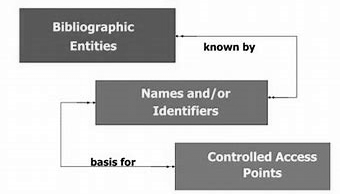 Bibliographic
Entities
known by
Names and/or
Identifiers
basis for
Controlled Access
Points